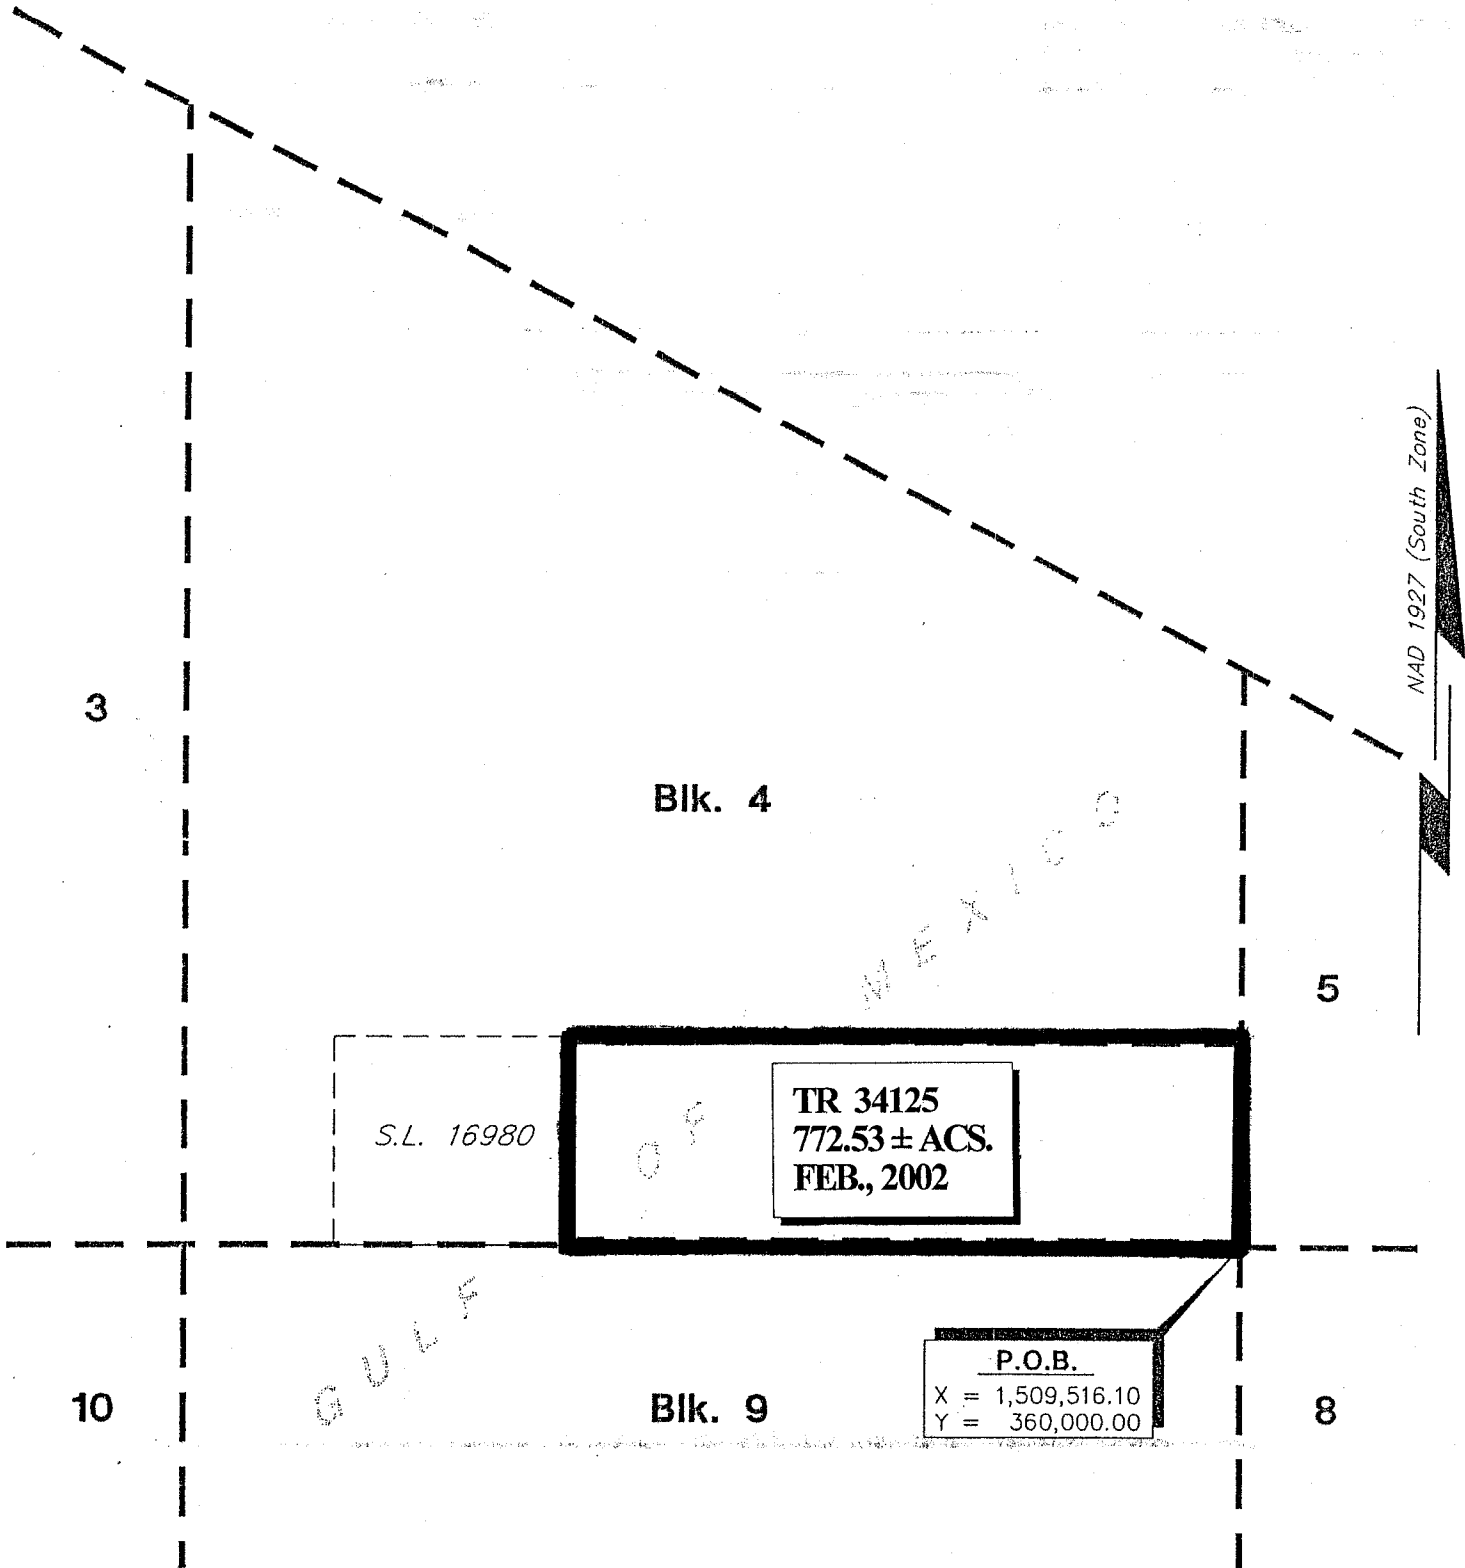 NAD 1927 (South Zone)
3
Blk. 4
GULF OF MEXICO
5
S.L. 16980
TR 34125
772.53 ± ACS.
FEB., 2002
P.O.B.
X = 1,509,516.10
Y = 360,000.00
10
Blk. 9
8